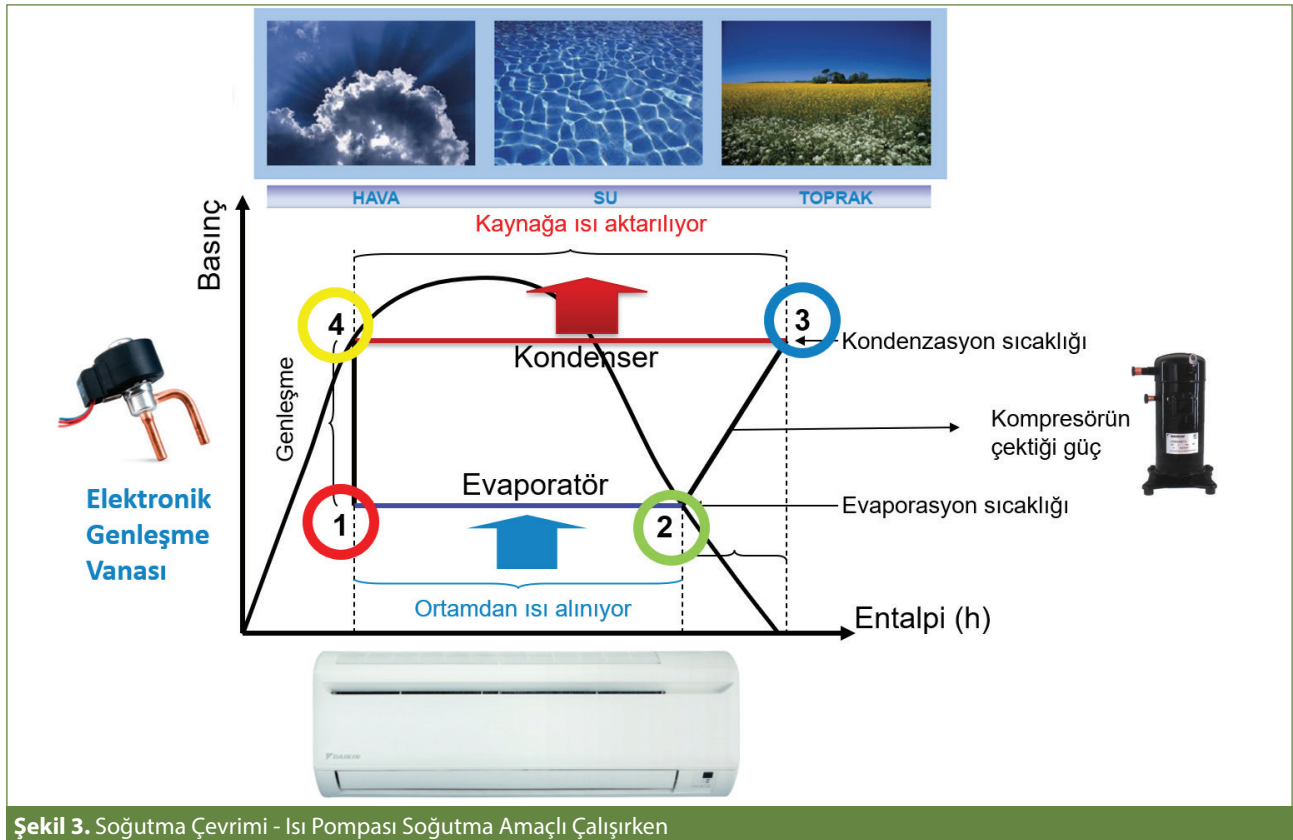 HAVA
SU
TOPRAK
Kaynağa ısı aktarılıyor
Basınç
4
3
Kondenser
Kondenzasyon sıcaklığı
Genleşme
Kompresörün
çektiği güç
Elektronik
Genleşme
Vanası
Evaporatör
1
2
Evaporasyon sıcaklığı
Ortamdan ısı alınıyor
Entalpi (h)
DAIKIN
Şekil 3. Soğutma Çevrimi - Isı Pompası Soğutma Amaçlı Çalışırken